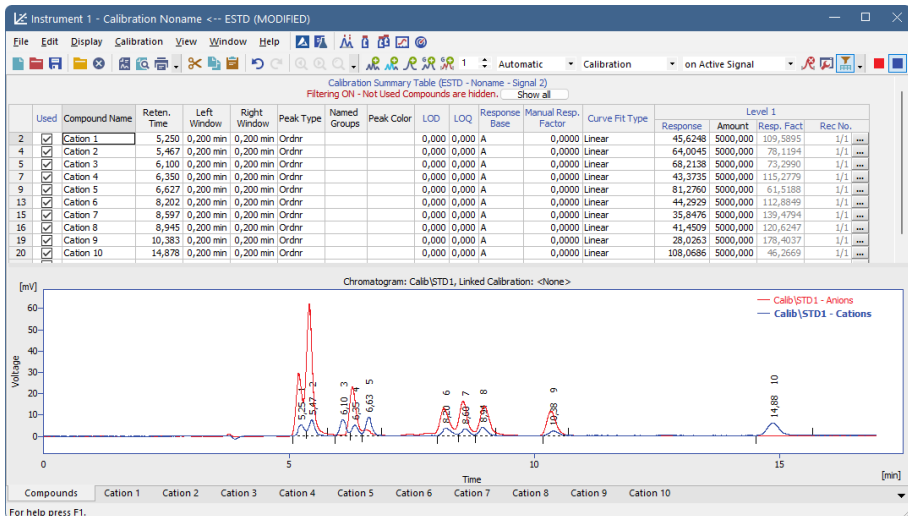 Instrument 1 - Calibration Noname <-- ESTD (MODIFIED)
File Edit Display Calibration View Window Help
1 Automatic Calibration on Active Signal
Calibration Summary Table (ESTD - Noname - Signal 2)
Filtering ON - Not Used Compounds are hidden. Show all
Used Compound Name Reten. Time Left Window Right Window Peak Type Named Groups Peak Color LOD LOQ Response Base Manual Resp. Factor Curve Fit Type Level 1
Response Amount Resp. Fact Rec No.
2 Cation 1 5,250 0,200 min 0,200 min Ordnr 0,000 0,000 A 0,0000 Linear 45,6248 5000,000 109,5895 1/1 ...
4 Cation 2 5,467 0,200 min 0,200 min Ordnr 0,000 0,000 A 0,0000 Linear 64,0045 5000,000 78,1194 1/1 ...
5 Cation 3 6,100 0,200 min 0,200 min Ordnr 0,000 0,000 A 0,0000 Linear 68,2138 5000,000 73,2990 1/1 ...
7 Cation 4 6,350 0,200 min 0,200 min Ordnr 0,000 0,000 A 0,0000 Linear 43,3735 5000,000 115,2779 1/1 ...
9 Cation 5 6,627 0,200 min 0,200 min Ordnr 0,000 0,000 A 0,0000 Linear 81,2760 5000,000 61,5188 1/1 ...
13 Cation 6 8,202 0,200 min 0,200 min Ordnr 0,000 0,000 A 0,0000 Linear 44,2929 5000,000 112,8849 1/1 ...
15 Cation 7 8,597 0,200 min 0,200 min Ordnr 0,000 0,000 A 0,0000 Linear 35,8476 5000,000 139,4794 1/1 ...
16 Cation 8 8,945 0,200 min 0,200 min Ordnr 0,000 0,000 A 0,0000 Linear 41,4509 5000,000 120,6247 1/1 ...
19 Cation 9 10,383 0,200 min 0,200 min Ordnr 0,000 0,000 A 0,0000 Linear 28,0263 5000,000 178,4037 1/1 ...
20 Cation 10 14,878 0,200 min 0,200 min Ordnr 0,000 0,000 A 0,0000 Linear 108,0686 5000,000 46,2669 1/1 ...
Chromatogram: Calib\STD1, Linked Calibration: <None>
[mV]
Calib\STD1 - Anions
Calib\STD1 - Cations
60
50
40
30
20
10
0
Voltage
5,25 1
5,47 2
6,10 3
6,35 4
6,63 5
8,20 6
8,60 7
8,94 8
10,38 9
14,88 10
0 5 10 15
Time
[min]
Compounds Cation 1 Cation 2 Cation 3 Cation 4 Cation 5 Cation 6 Cation 7 Cation 8 Cation 9 Cation 10
For help press F1.